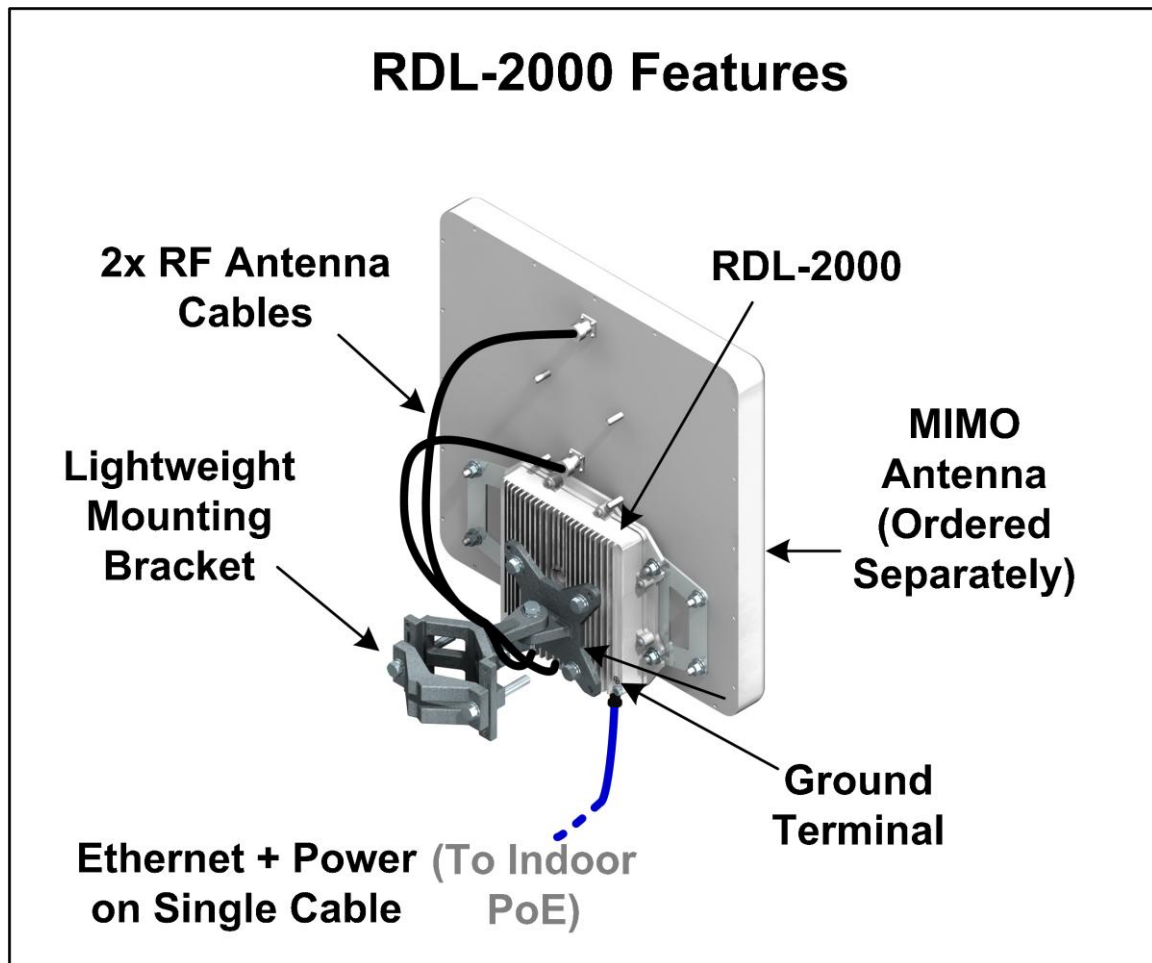 RDL-2000 Features
2x RF Antenna
Cables
RDL-2000
Lightweight
Mounting
Bracket
MIMO
Antenna
(Ordered
Separately)
Ground
Terminal
Ethernet + Power
on Single Cable
(To Indoor
PoE)